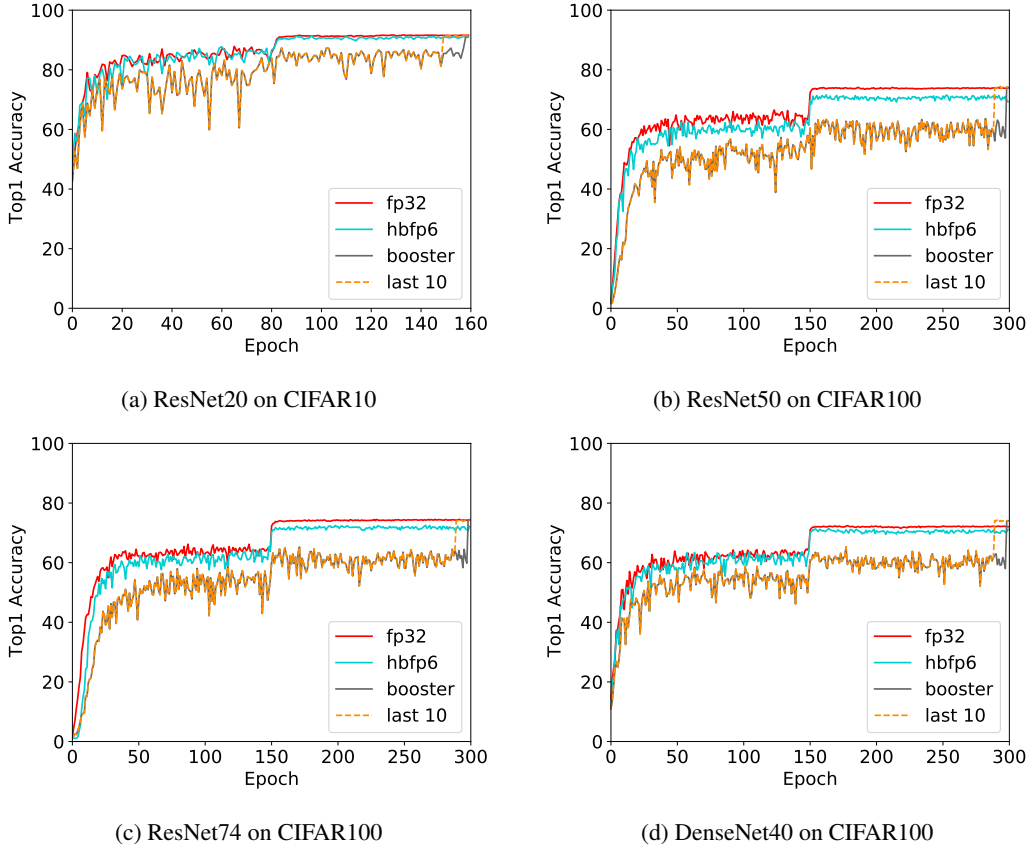 100
80
60
40
20
0
Top1 Accuracy
fp32
hbfp6
booster
last 10
0 20 40 60 80 100 120 140 160
Epoch
(a) ResNet20 on CIFAR10
100
80
60
40
20
0
Top1 Accuracy
fp32
hbfp6
booster
last 10
0 50 100 150 200 250 300
Epoch
(b) ResNet50 on CIFAR100
100
80
60
40
20
0
Top1 Accuracy
fp32
hbfp6
booster
last 10
0 50 100 150 200 250 300
Epoch
(c) ResNet74 on CIFAR100
100
80
60
40
20
0
Top1 Accuracy
fp32
hbfp6
booster
last 10
0 50 100 150 200 250 300
Epoch
(d) DenseNet40 on CIFAR100